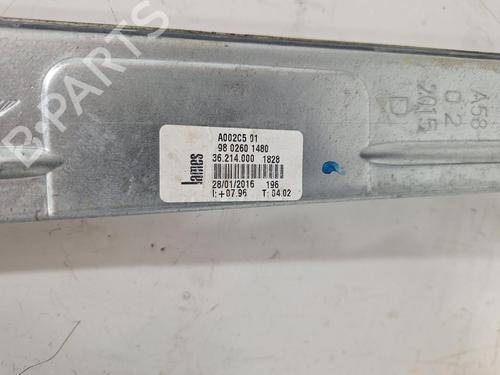 B-PARTS
A002C5 01
98 0260 1480
36.214.000 1828
Lames
28/01/2016 196
I: +07.96 T: 04.02
A58
02
2015
D